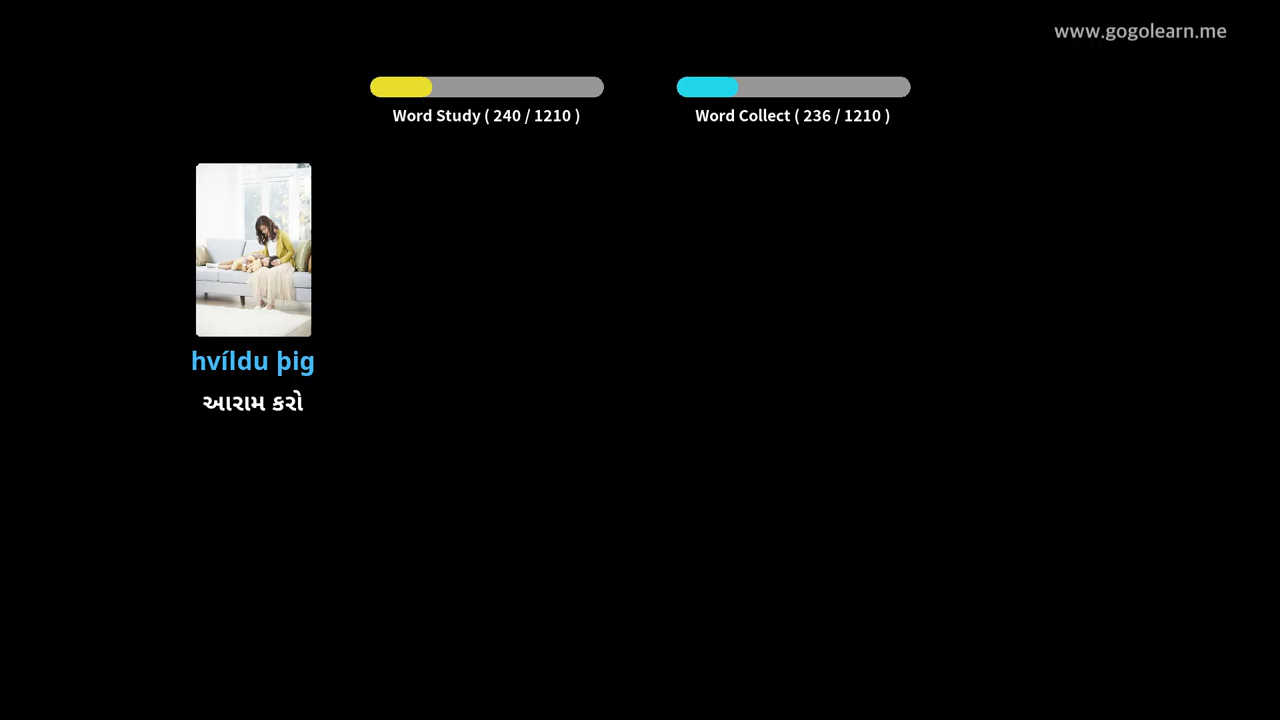 www.gogolearn.me
Word Study ( 240 / 1210 )
Word Collect ( 236 / 1210 )
hvíldu þig
આરામ કરો